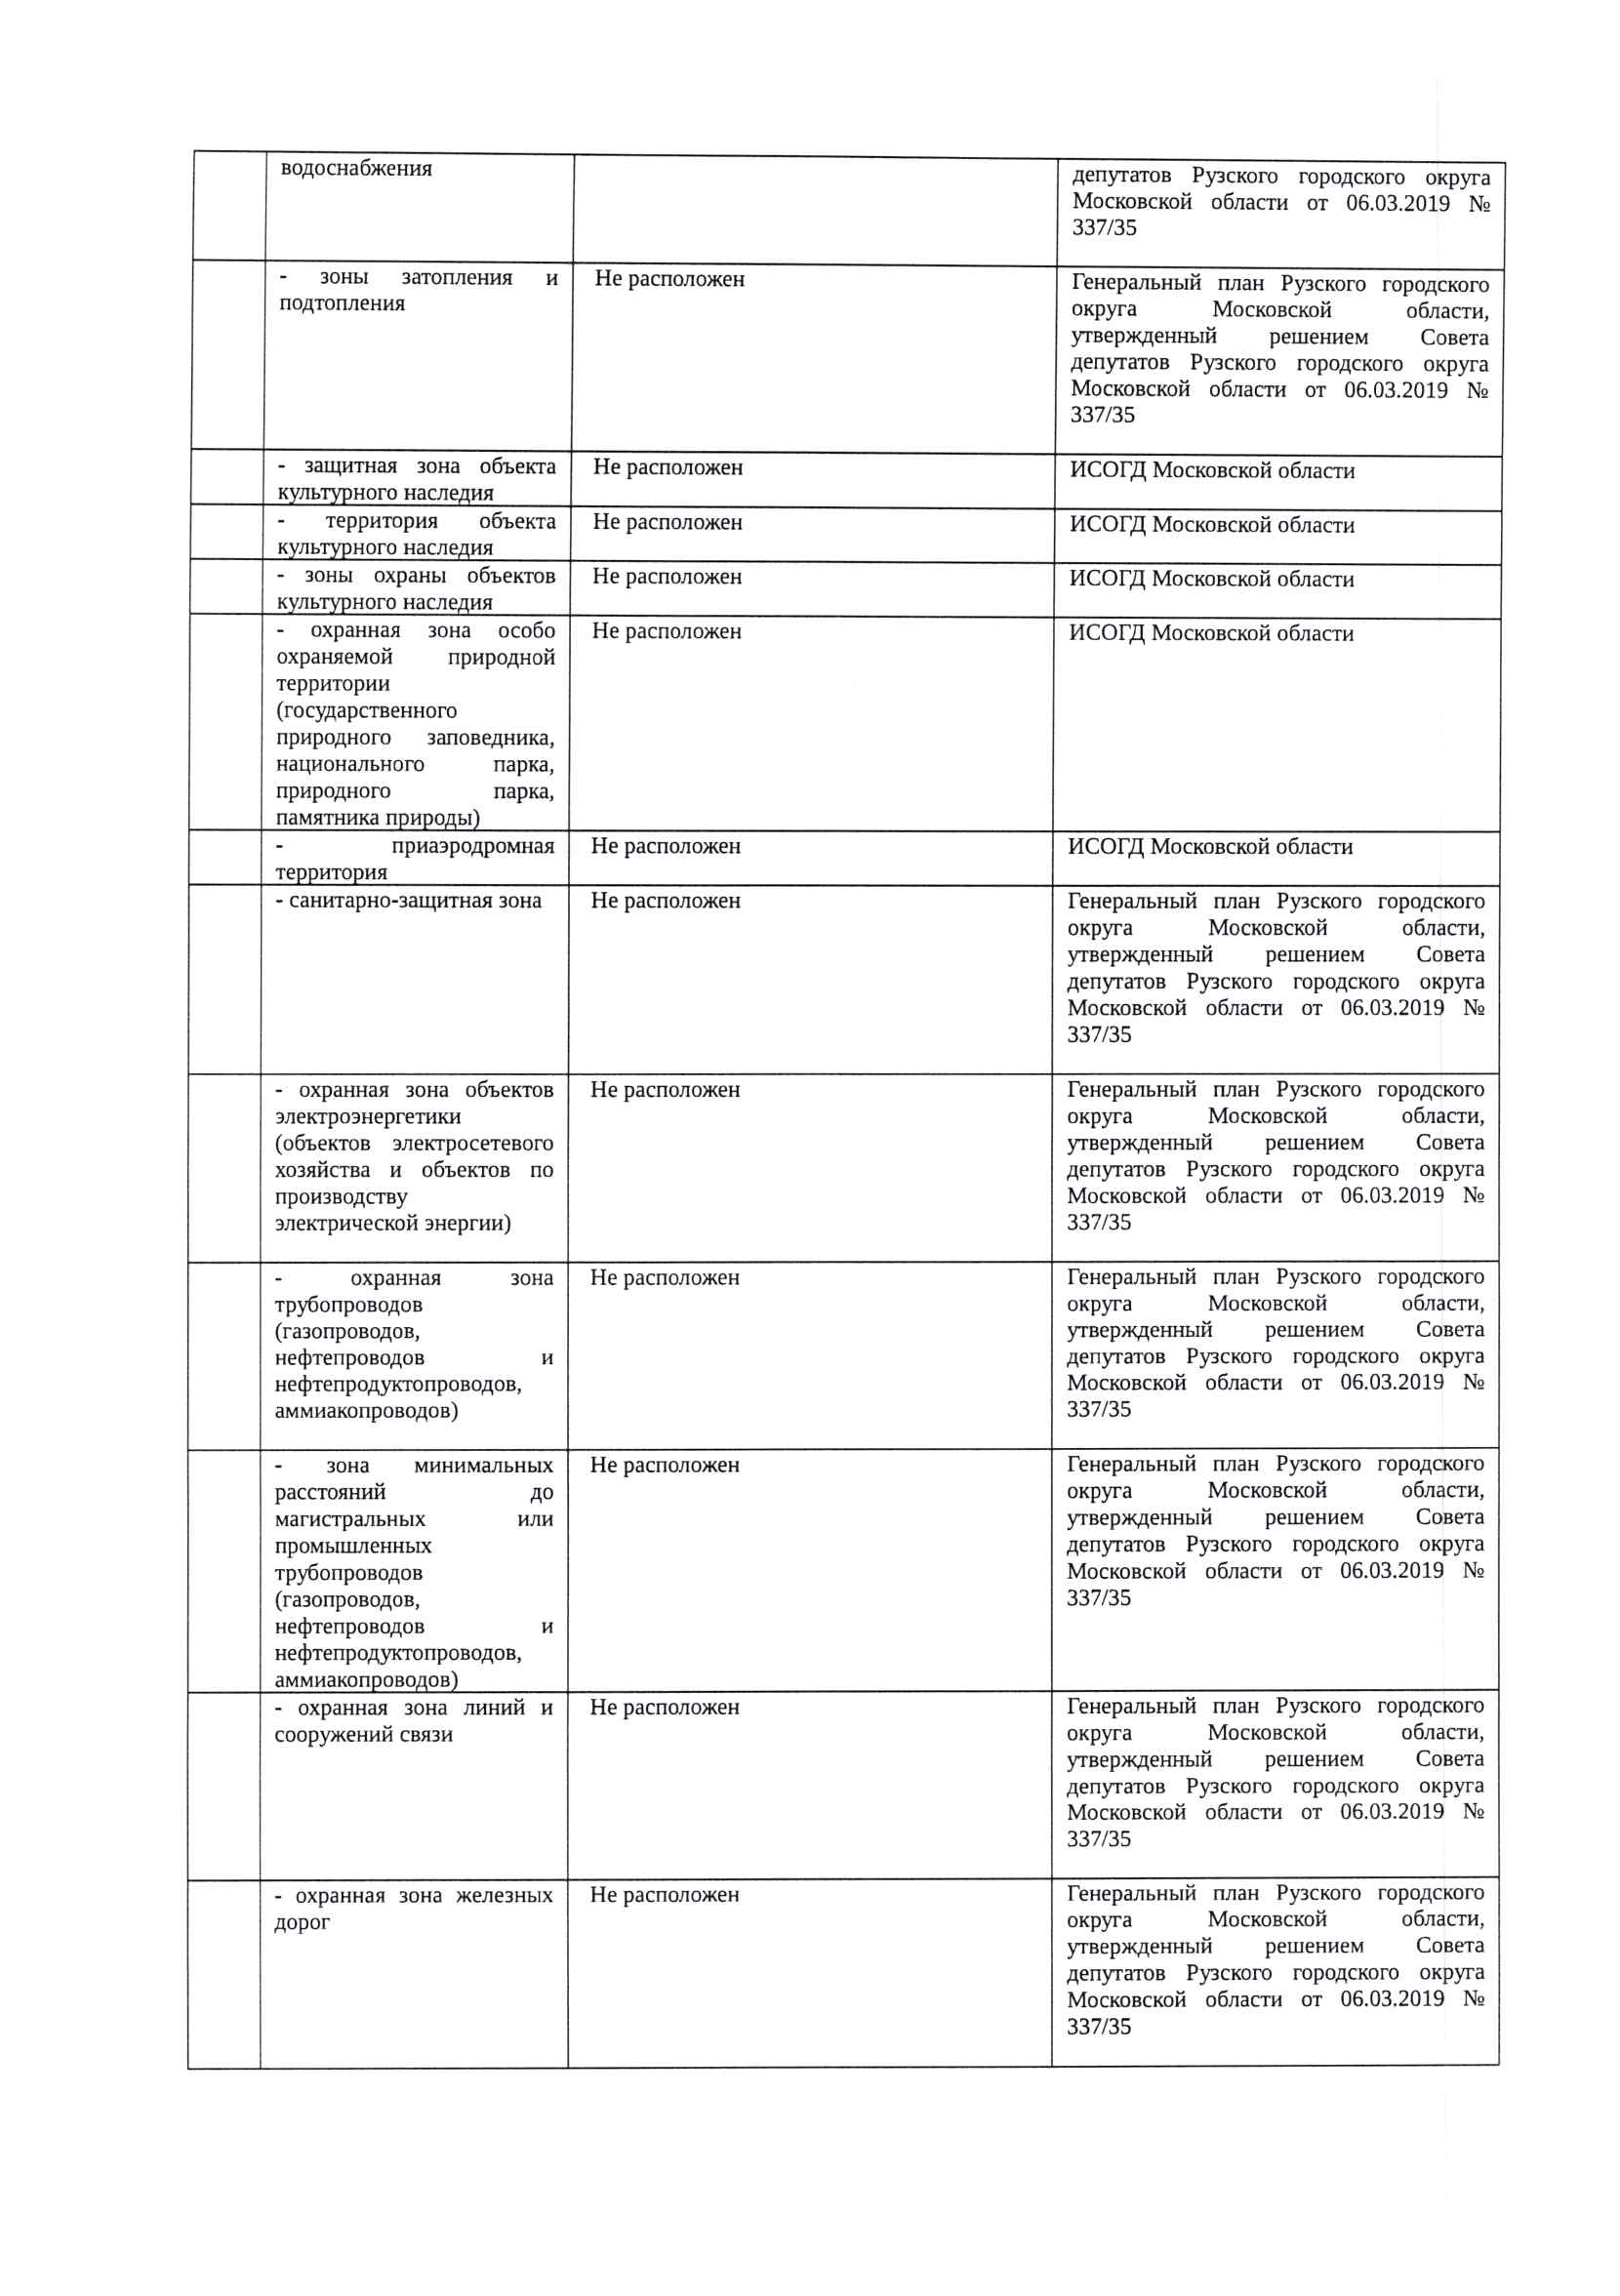 водоснабжения
депутатов Рузского городского округа
Московской области от 06.03.2019 №
337/35
- зоны затопления и
подтопления
Не расположен
Генеральный план Рузского городского
округа Московской области,
утвержденный решением Совета
депутатов Рузского городского округа
Московской области от 06.03.2019 №
337/35
- защитная зона объекта
культурного наследия
Не расположен
ИСОГД Московской области
- территория объекта
культурного наследия
Не расположен
ИСОГД Московской области
- зоны охраны объектов
культурного наследия
Не расположен
ИСОГД Московской области
- охранная зона особо
охраняемой природной
территории
(государственного
природного заповедника,
национального парка,
природного парка,
памятника природы)
Не расположен
ИСОГД Московской области
- приаэродромная
территория
Не расположен
ИСОГД Московской области
- санитарно-защитная зона
Не расположен
Генеральный план Рузского городского
округа Московской области,
утвержденный решением Совета
депутатов Рузского городского округа
Московской области от 06.03.2019 №
337/35
- охранная зона объектов
электроэнергетики
(объектов электросетевого
хозяйства и объектов по
производству
электрической энергии)
Не расположен
Генеральный план Рузского городского
округа Московской области,
утвержденный решением Совета
депутатов Рузского городского округа
Московской области от 06.03.2019 №
337/35
- охранная зона
трубопроводов
(газопроводов,
нефтепроводов и
нефтепродуктопроводов,
аммиакопроводов)
Не расположен
Генеральный план Рузского городского
округа Московской области,
утвержденный решением Совета
депутатов Рузского городского округа
Московской области от 06.03.2019 №
337/35
- зона минимальных
расстояний до
магистральных или
промышленных
трубопроводов
(газопроводов,
нефтепроводов и
нефтепродуктопроводов,
аммиакопроводов)
Не расположен
Генеральный план Рузского городского
округа Московской области,
утвержденный решением Совета
депутатов Рузского городского округа
Московской области от 06.03.2019 №
337/35
- охранная зона линий и
сооружений связи
Не расположен
Генеральный план Рузского городского
округа Московской области,
утвержденный решением Совета
депутатов Рузского городского округа
Московской области от 06.03.2019 №
337/35
- охранная зона железных
дорог
Не расположен
Генеральный план Рузского городского
округа Московской области,
утвержденный решением Совета
депутатов Рузского городского округа
Московской области от 06.03.2019 №
337/35